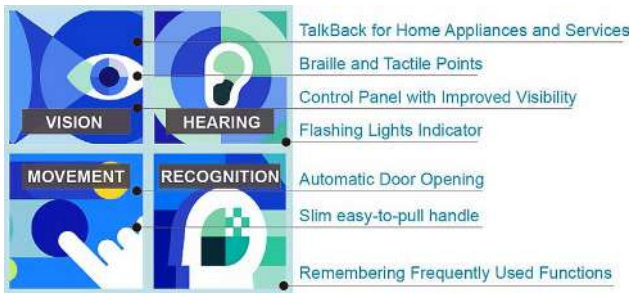 VISION
HEARING
MOVEMENT
RECOGNITION
TalkBack for Home Appliances and Services
Braille and Tactile Points
Control Panel with Improved Visibility
Flashing Lights Indicator
Automatic Door Opening
Slim easy-to-pull handle
Remembering Frequently Used Functions